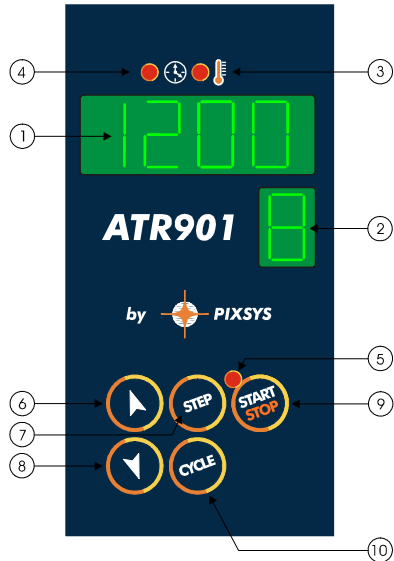 4 3
1 1200
ATR901 8 2
by PIXSYS
5
6 STEP START STOP 9
7
8 CYCLE
10